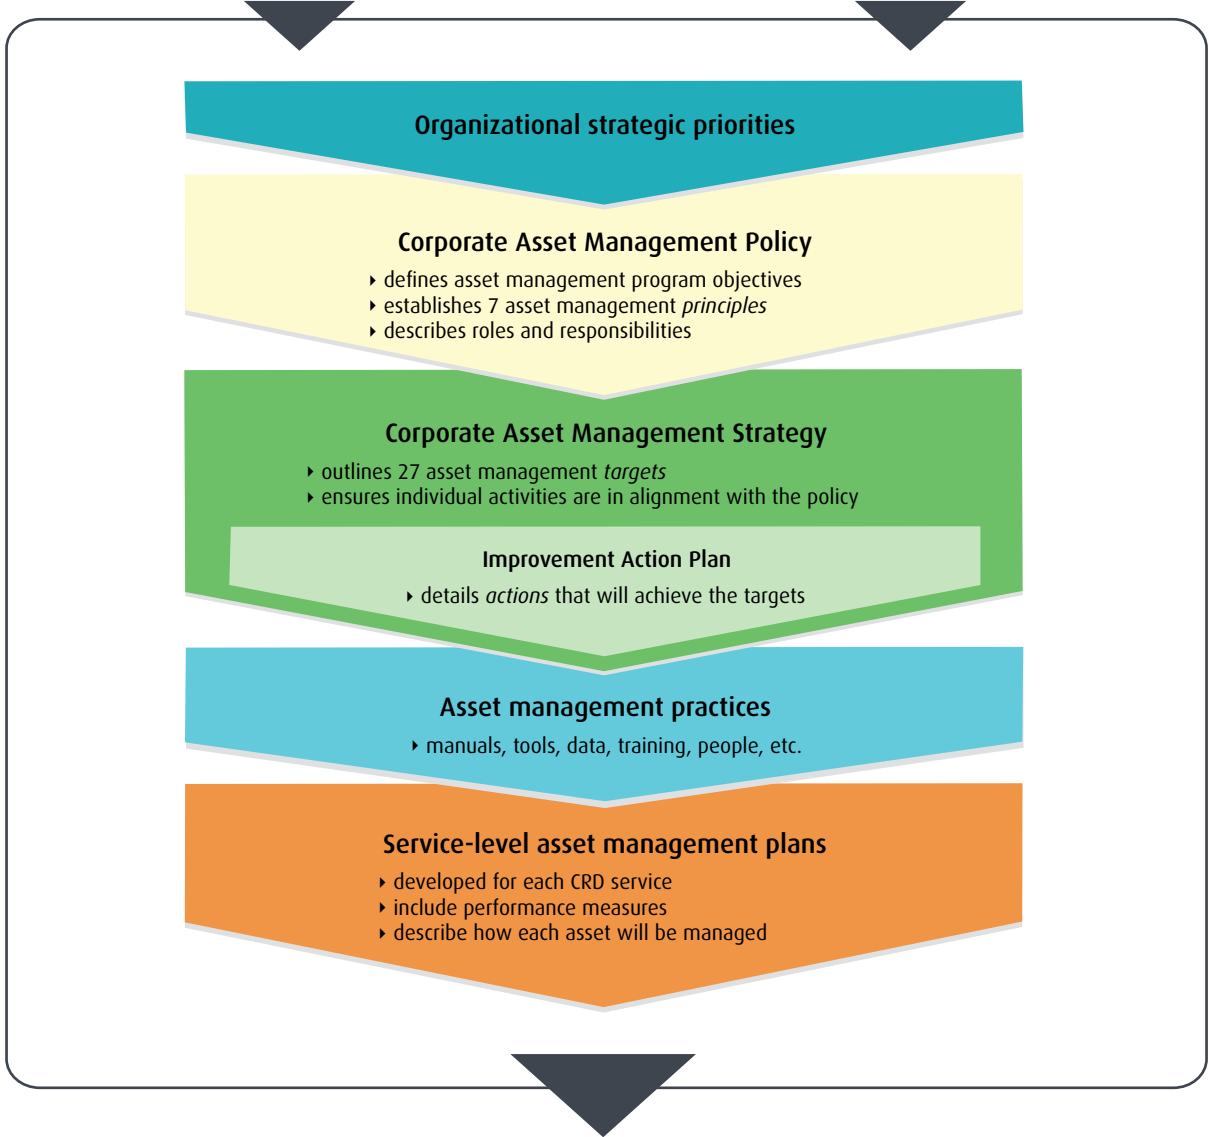 Organizational strategic priorities
Corporate Asset Management Policy
‣ defines asset management program objectives
‣ establishes 7 asset management principles
‣ describes roles and responsibilities
Corporate Asset Management Strategy
‣ outlines 27 asset management targets
‣ ensures individual activities are in alignment with the policy
Improvement Action Plan
‣ details actions that will achieve the targets
Asset management practices
‣ manuals, tools, data, training, people, etc.
Service-level asset management plans
‣ developed for each CRD service
‣ include performance measures
‣ describe how each asset will be managed